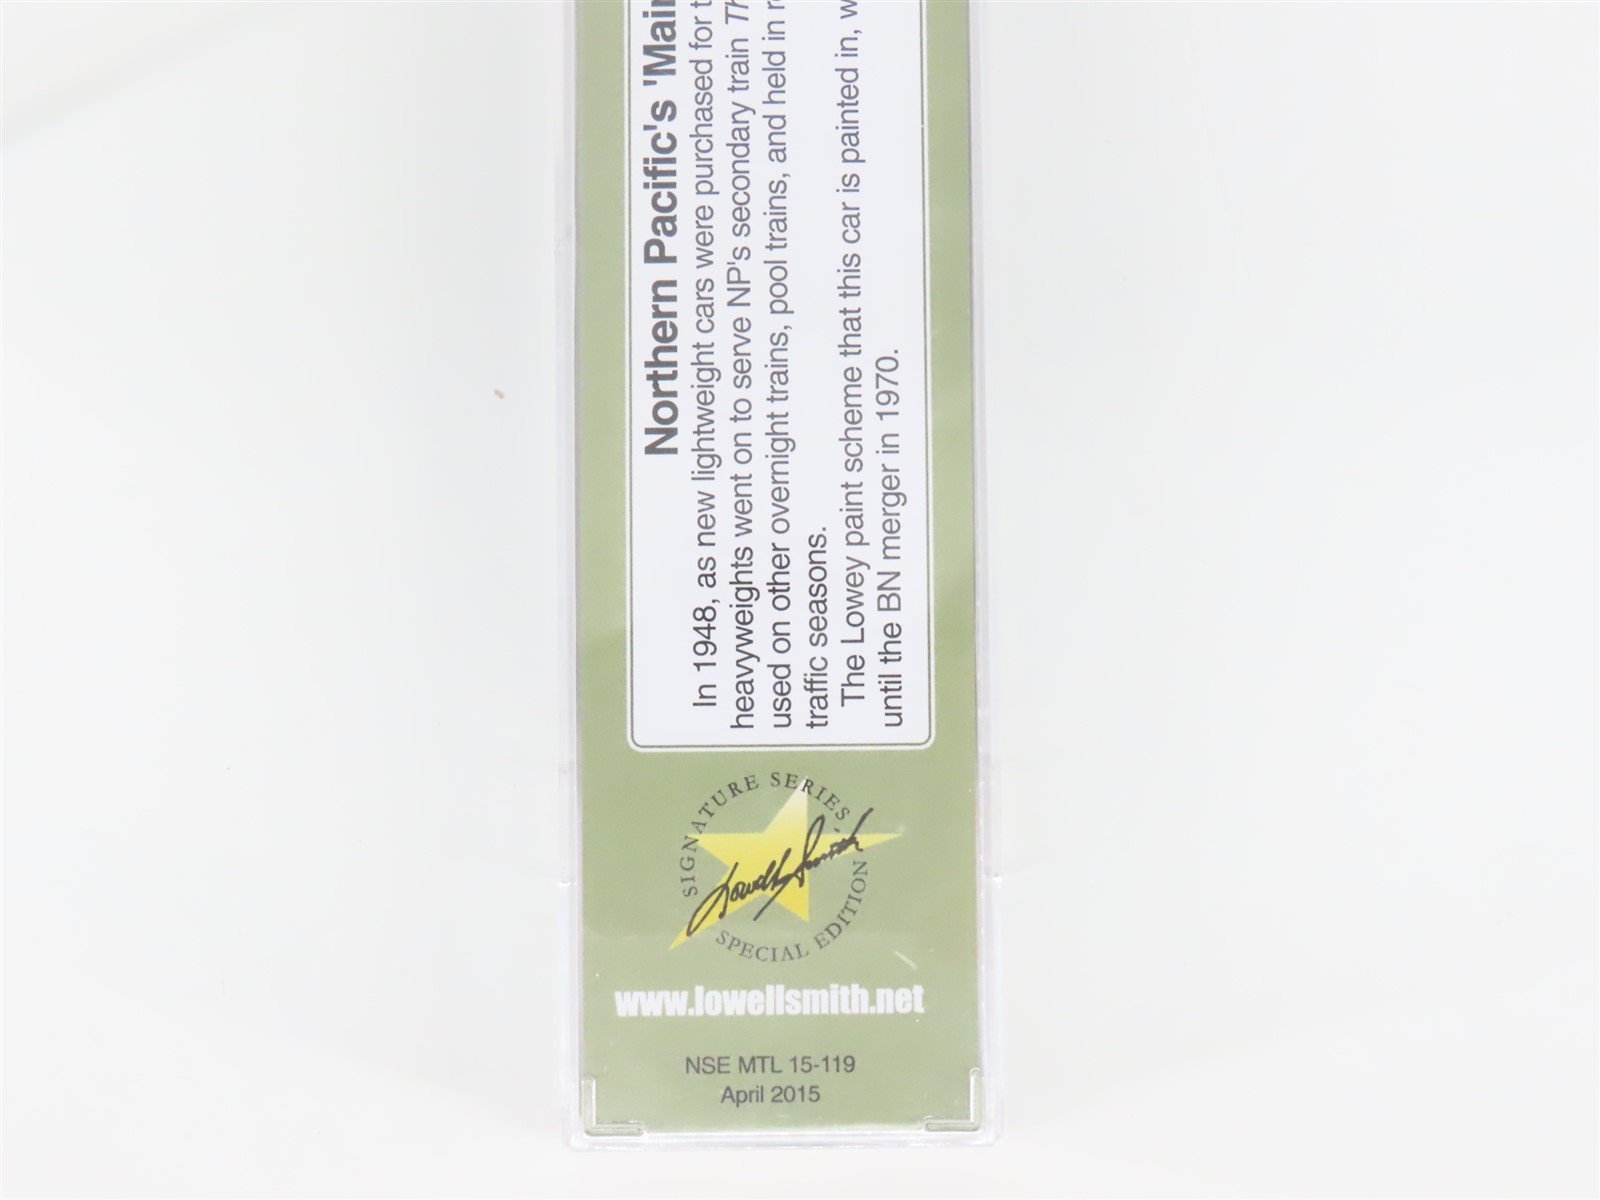 Northern Pacific's 'Main
In 1948, as new lightweight cars were purchased for
heavyweights went on to serve NP's secondary train
used on other overnight trains, pool trains, and held in
traffic seasons.
The Lowey paint scheme that this car is painted in,
until the BN merger in 1970.
SIGNATURE SERIES
Lowell Smith
SPECIAL EDITION
www.lowellsmith.net
NSE MTL 15-119
April 2015